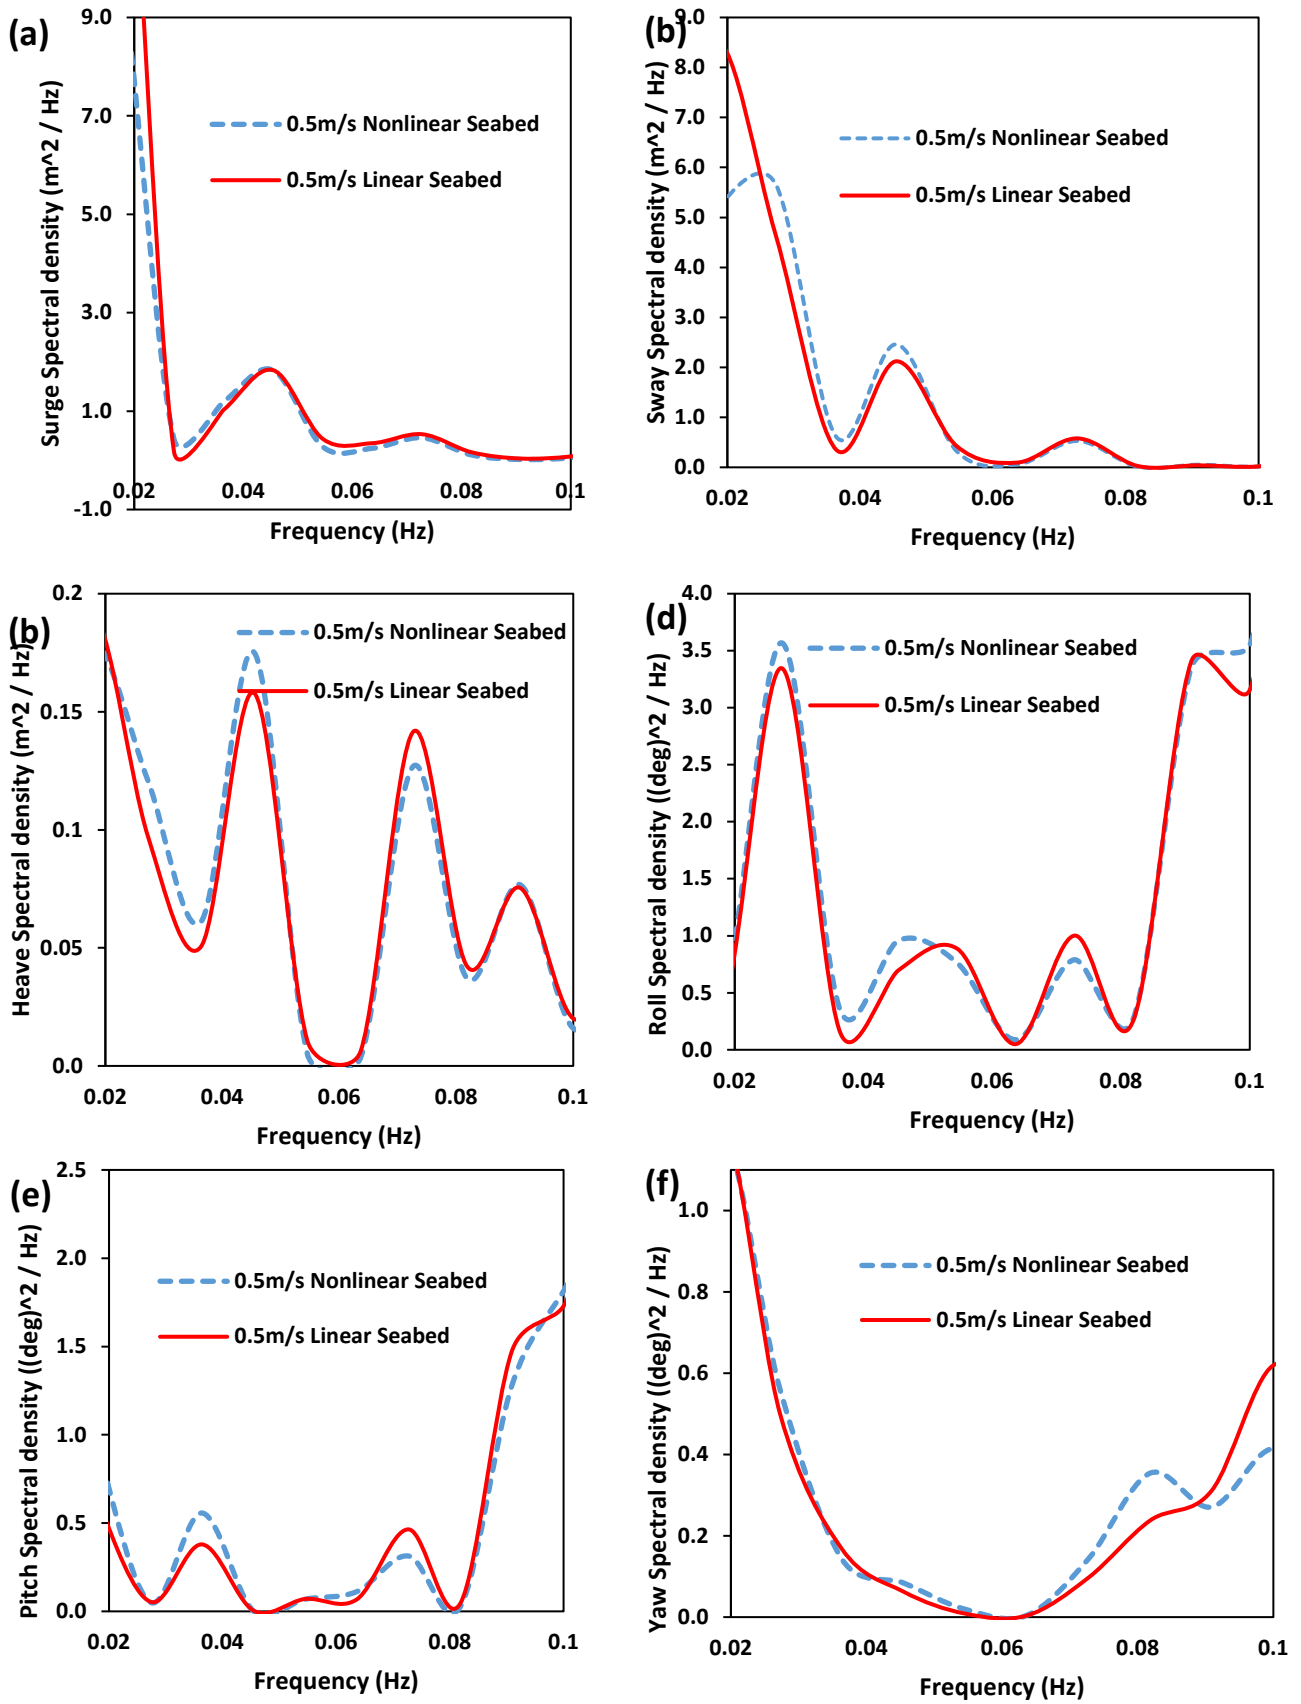 (a)
Surge Spectral density (m^2 / Hz)
9.0
7.0
5.0
3.0
1.0
-1.0
0.5m/s Nonlinear Seabed
0.5m/s Linear Seabed
0.02 0.04 0.06 0.08 0.1
Frequency (Hz)
(b)
Sway Spectral density (m^2 / Hz)
9.0
8.0
7.0
6.0
5.0
4.0
3.0
2.0
1.0
0.0
0.5m/s Nonlinear Seabed
0.5m/s Linear Seabed
0.02 0.04 0.06 0.08 0.1
Frequency (Hz)
(b)
Heave Spectral density (m^2 / Hz)
0.2
0.15
0.1
0.05
0.0
0.5m/s Nonlinear Seabed
0.5m/s Linear Seabed
0.02 0.04 0.06 0.08 0.1
Frequency (Hz)
(d)
Roll Spectral density ((deg)^2 / Hz)
4.0
3.5
3.0
2.5
2.0
1.5
1.0
0.5
0.0
0.5m/s Nonlinear Seabed
0.5m/s Linear Seabed
0.02 0.04 0.06 0.08 0.1
Frequency (Hz)
(e)
Pitch Spectral density ((deg)^2 / Hz)
2.5
2.0
1.5
1.0
0.5
0.0
0.5m/s Nonlinear Seabed
0.5m/s Linear Seabed
0.02 0.04 0.06 0.08 0.1
Frequency (Hz)
(f)
Yaw Spectral density ((deg)^2 / Hz)
1.0
0.8
0.6
0.4
0.2
0.0
0.5m/s Nonlinear Seabed
0.5m/s Linear Seabed
0.02 0.04 0.06 0.08 0.1
Frequency (Hz)